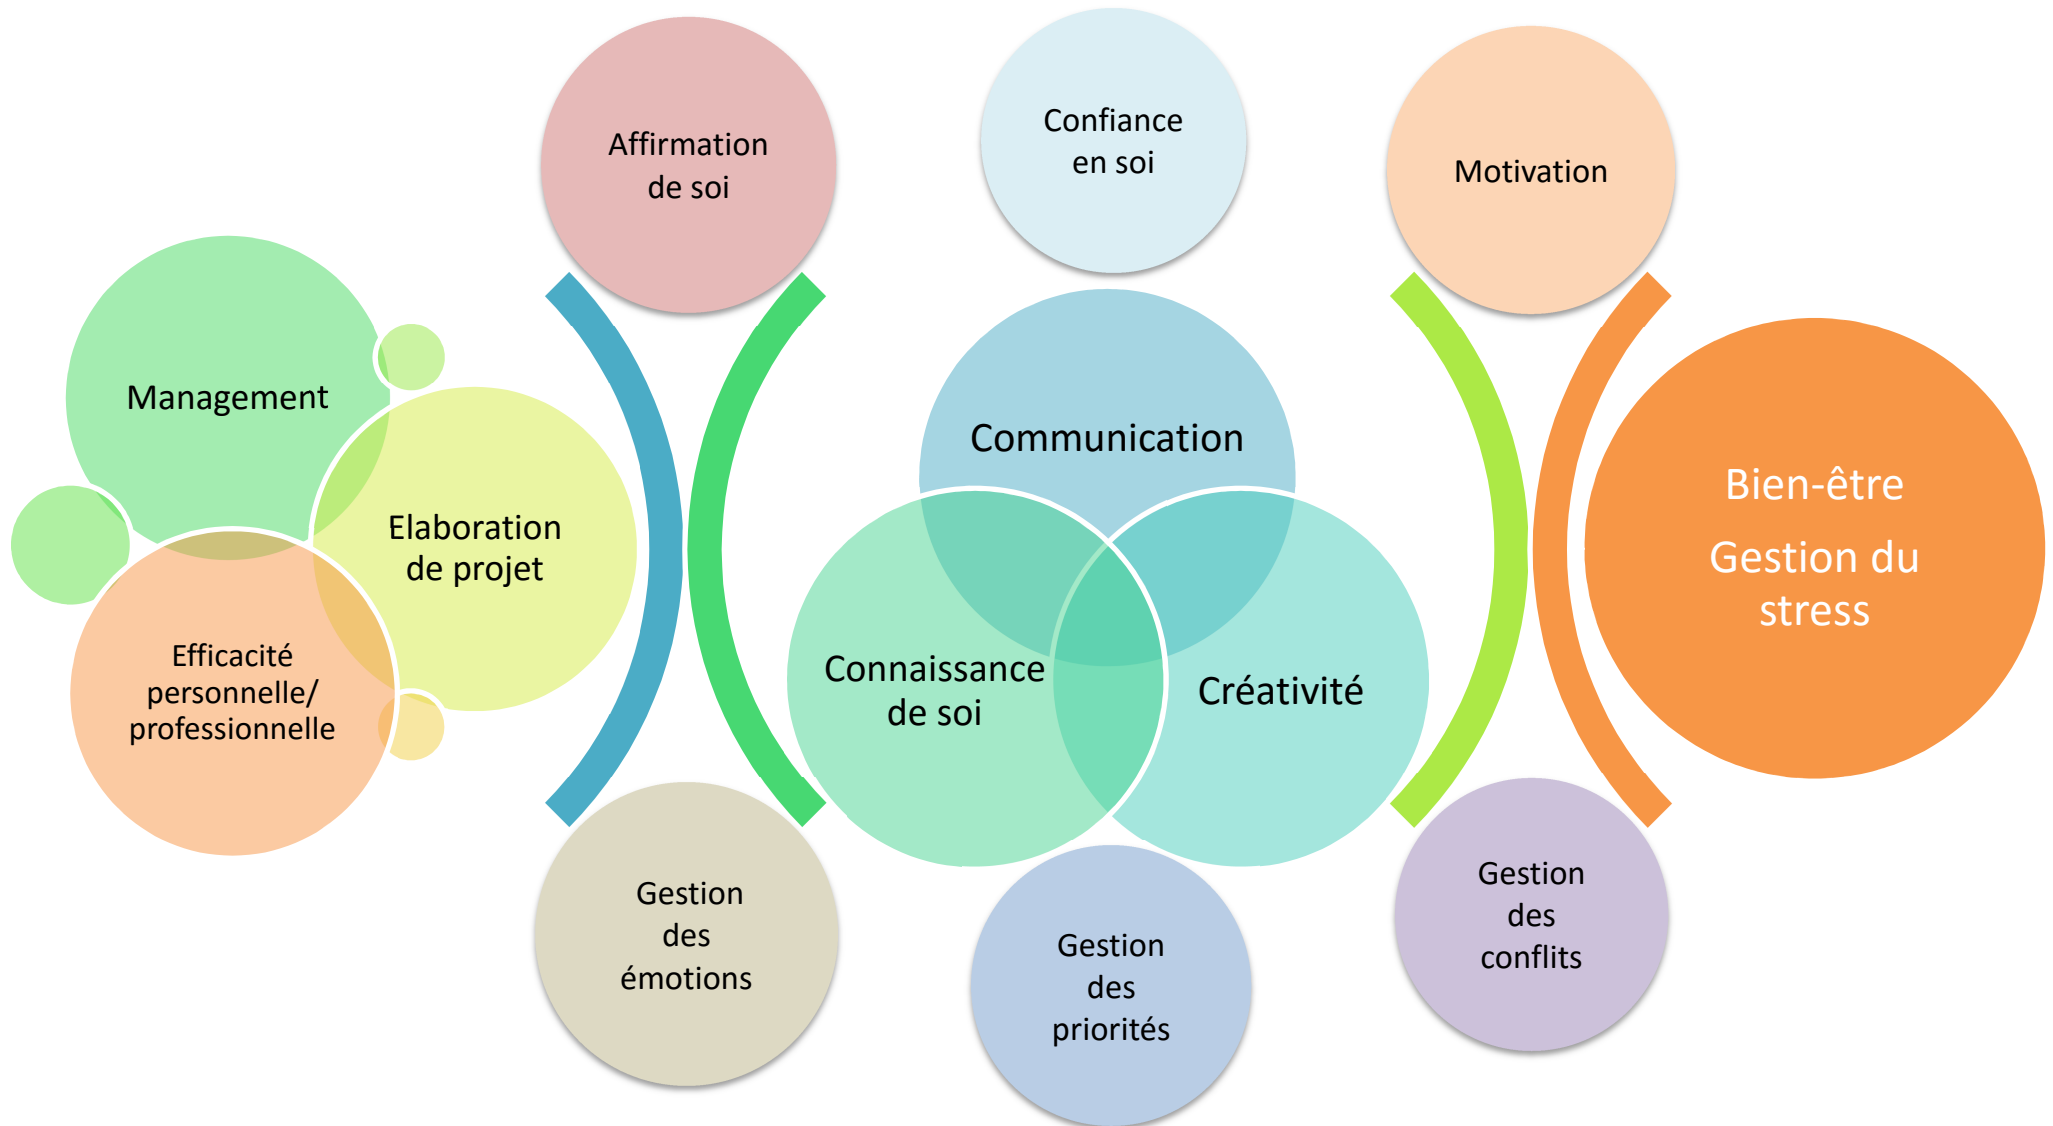 Affirmation
de soi
Confiance
en soi
Motivation
Management
Elaboration
de projet
Efficacité
personnelle/
professionnelle
Communication
Connaissance
de soi
Créativité
Bien-être
Gestion du
stress
Gestion
des
émotions
Gestion
des
priorités
Gestion
des
conflits